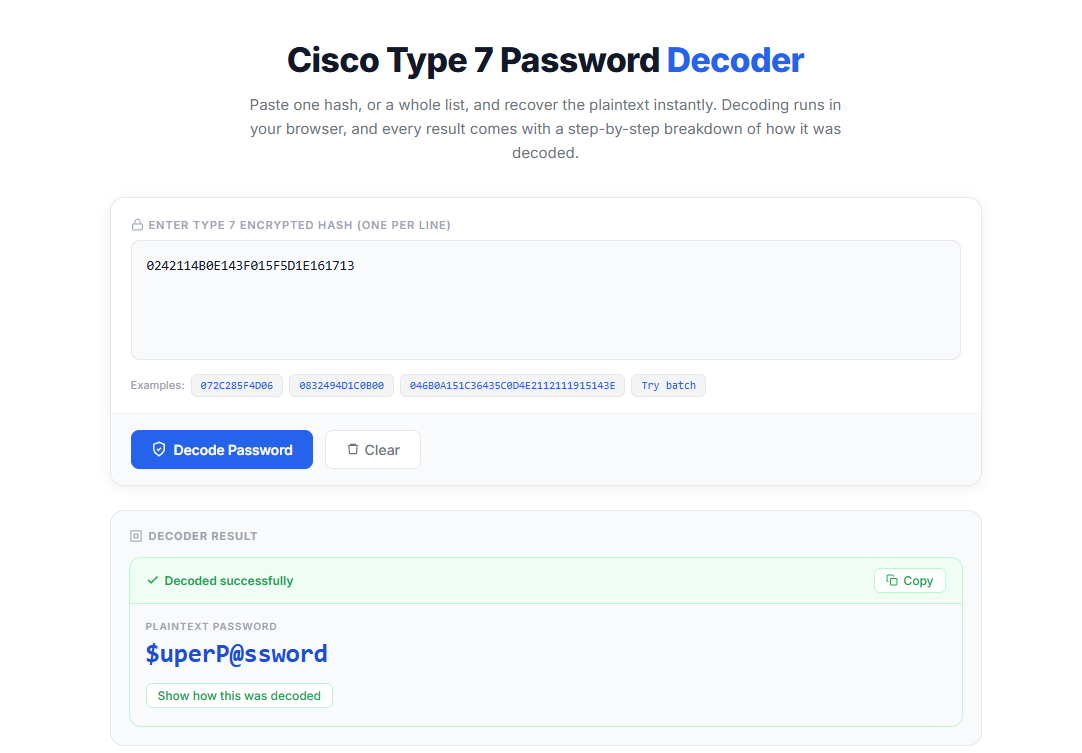 Cisco Type 7 Password Decoder
Paste one hash, or a whole list, and recover the plaintext instantly. Decoding runs in
your browser, and every result comes with a step-by-step breakdown of how it was
decoded.
ENTER TYPE 7 ENCRYPTED HASH (ONE PER LINE)
0242114B0E143F015F5D1E161713
Examples: 072C285F4D06 0832494D1C0B00 046B0A151C36435C0D4E2112111915143E Try batch
Decode Password Clear
DECODER RESULT
Decoded successfully Copy
PLAINTEXT PASSWORD
$uperP@ssword
Show how this was decoded